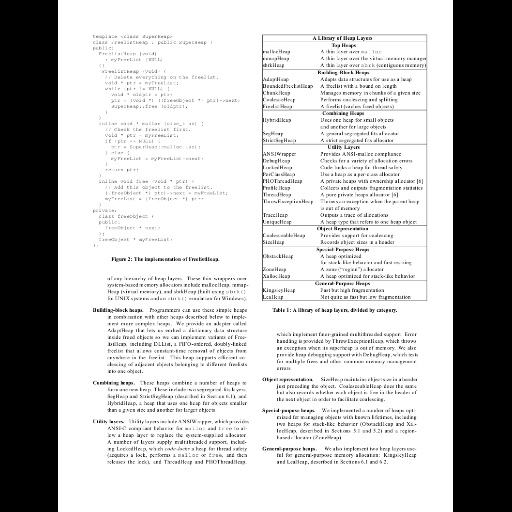 template <class SuperHeap>
class FreelistHeap : public SuperHeap {
public:
FreelistHeap (void)
: myFreeList (NULL)
{}
~FreelistHeap (void) {
// Delete everything on the freelist.
void * ptr = myFreeList;
while (ptr != NULL) {
void * oldptr = ptr;
ptr = (void *) ((freeObject *) ptr)->next;
SuperHeap::free (oldptr);
}
}
inline void * malloc (size_t sz) {
// Check the freelist first.
void * ptr = myFreeList;
if (ptr == NULL) {
ptr = SuperHeap::malloc (sz);
} else {
myFreeList = myFreeList->next;
}
return ptr;
}
inline void free (void * ptr) {
// Add this object to the freelist.
((freeObject *) ptr)->next = myFreeList;
myFreeList = (freeObject *) ptr;
}
private:
class freeObject {
public:
freeObject * next;
};
freeObject * myFreeList;
};
Figure 2: The implementation of FreelistHeap.
of any hierarchy of heap layers. These thin wrappers over
system-based memory allocators include mallocHeap, mmap-
Heap (virtual memory), and sbrkHeap (built using sbrk()
for UNIX systems and an sbrk() emulation for Windows).
Building-block heaps. Programmers can use these simple heaps
in combination with other heaps described below to imple-
ment more complex heaps. We provide an adapter called
AdaptHeap that lets us embed a dictionary data structure
inside freed objects so we can implement variants of Free-
listHeap, including DLList, a FIFO-ordered, doubly-linked
freelist that allows constant-time removal of objects from
anywhere in the freelist. This heap supports efficient coa-
lescing of adjacent objects belonging to different freelists
into one object.
Combining heaps. These heaps combine a number of heaps to
form one new heap. These include two segregated-fit layers,
SegHeap and StrictSegHeap (described in Section 6.1), and
HybridHeap, a heap that uses one heap for objects smaller
than a given size and another for larger objects.
Utility layers. Utility layers include ANSIWrapper, which provides
ANSI-C compliant behavior for malloc and free to al-
low a heap layer to replace the system-supplied allocator.
A number of layers support multithreaded support, includ-
ing LockedHeap, which code-locks a heap for thread safety
(acquires a lock, performs a malloc or free, and then
releases the lock), and ThreadHeap and PHOThreadHeap,
A Library of Heap Layers
Top Heaps
mallocHeap A thin layer over malloc
mmapHeap A thin layer over the virtual memory manager
sbrkHeap A thin layer over sbrk (contiguous memory)
Building-Block Heaps
AdaptHeap Adapts data structures for use as a heap
BoundedFreelistHeap A freelist with a bound on length
ChunkHeap Manages memory in chunks of a given size
CoalesceHeap Performs coalescing and splitting
FreelistHeap A freelist (caches freed objects)
Combining Heaps
HybridHeap Uses one heap for small objects
and another for large objects
SegHeap A general segregated fits allocator
StrictSegHeap A strict segregated fits allocator
Utility Layers
ANSIWrapper Provides ANSI-malloc compliance
DebugHeap Checks for a variety of allocation errors
LockedHeap Code-locks a heap for thread safety
PerClassHeap Use a heap as a per-class allocator
PHOThreadHeap A private heaps with ownership allocator [6]
ProfileHeap Collects and outputs fragmentation statistics
ThreadHeap A pure private heaps allocator [6]
ThrowExceptionHeap Throws an exception when the parent heap
is out of memory
TraceHeap Outputs a trace of allocations
UniqueHeap A heap type that refers to one heap object
Object Representation
CoalesceableHeap Provides support for coalescing
SizeHeap Records object sizes in a header
Special-Purpose Heaps
ObstackHeap A heap optimized
for stack-like behavior and fast resizing
ZoneHeap A zone ("region") allocator
XallocHeap A heap optimized for stack-like behavior
General-Purpose Heaps
KingsleyHeap Fast but high fragmentation
LeaHeap Not quite as fast but low fragmentation
Table 1: A library of heap layers, divided by category.
which implement finer-grained multithreaded support. Error
handling is provided by ThrowExceptionHeap, which throws
an exception when its superheap is out of memory. We also
provide heap debugging support with DebugHeap, which tests
for multiple frees and other common memory management
errors.
Object representation. SizeHeap maintains object size in a header
just preceding the object. CoalesceableHeap does the same,
but also records whether each object is free in the header of
the next object in order to facilitate coalescing.
Special-purpose heaps. We implemented a number of heaps opti-
mized for managing objects with known lifetimes, including
two heaps for stack-like behavior (ObstackHeap and Xal-
locHeap, described in Sections 5.1 and 5.2) and a region-
based allocator (ZoneHeap).
General-purpose heaps. We also implement two heap layers use-
ful for general-purpose memory allocation: KingsleyHeap
and LeaHeap, described in Sections 6.1 and 6.2.